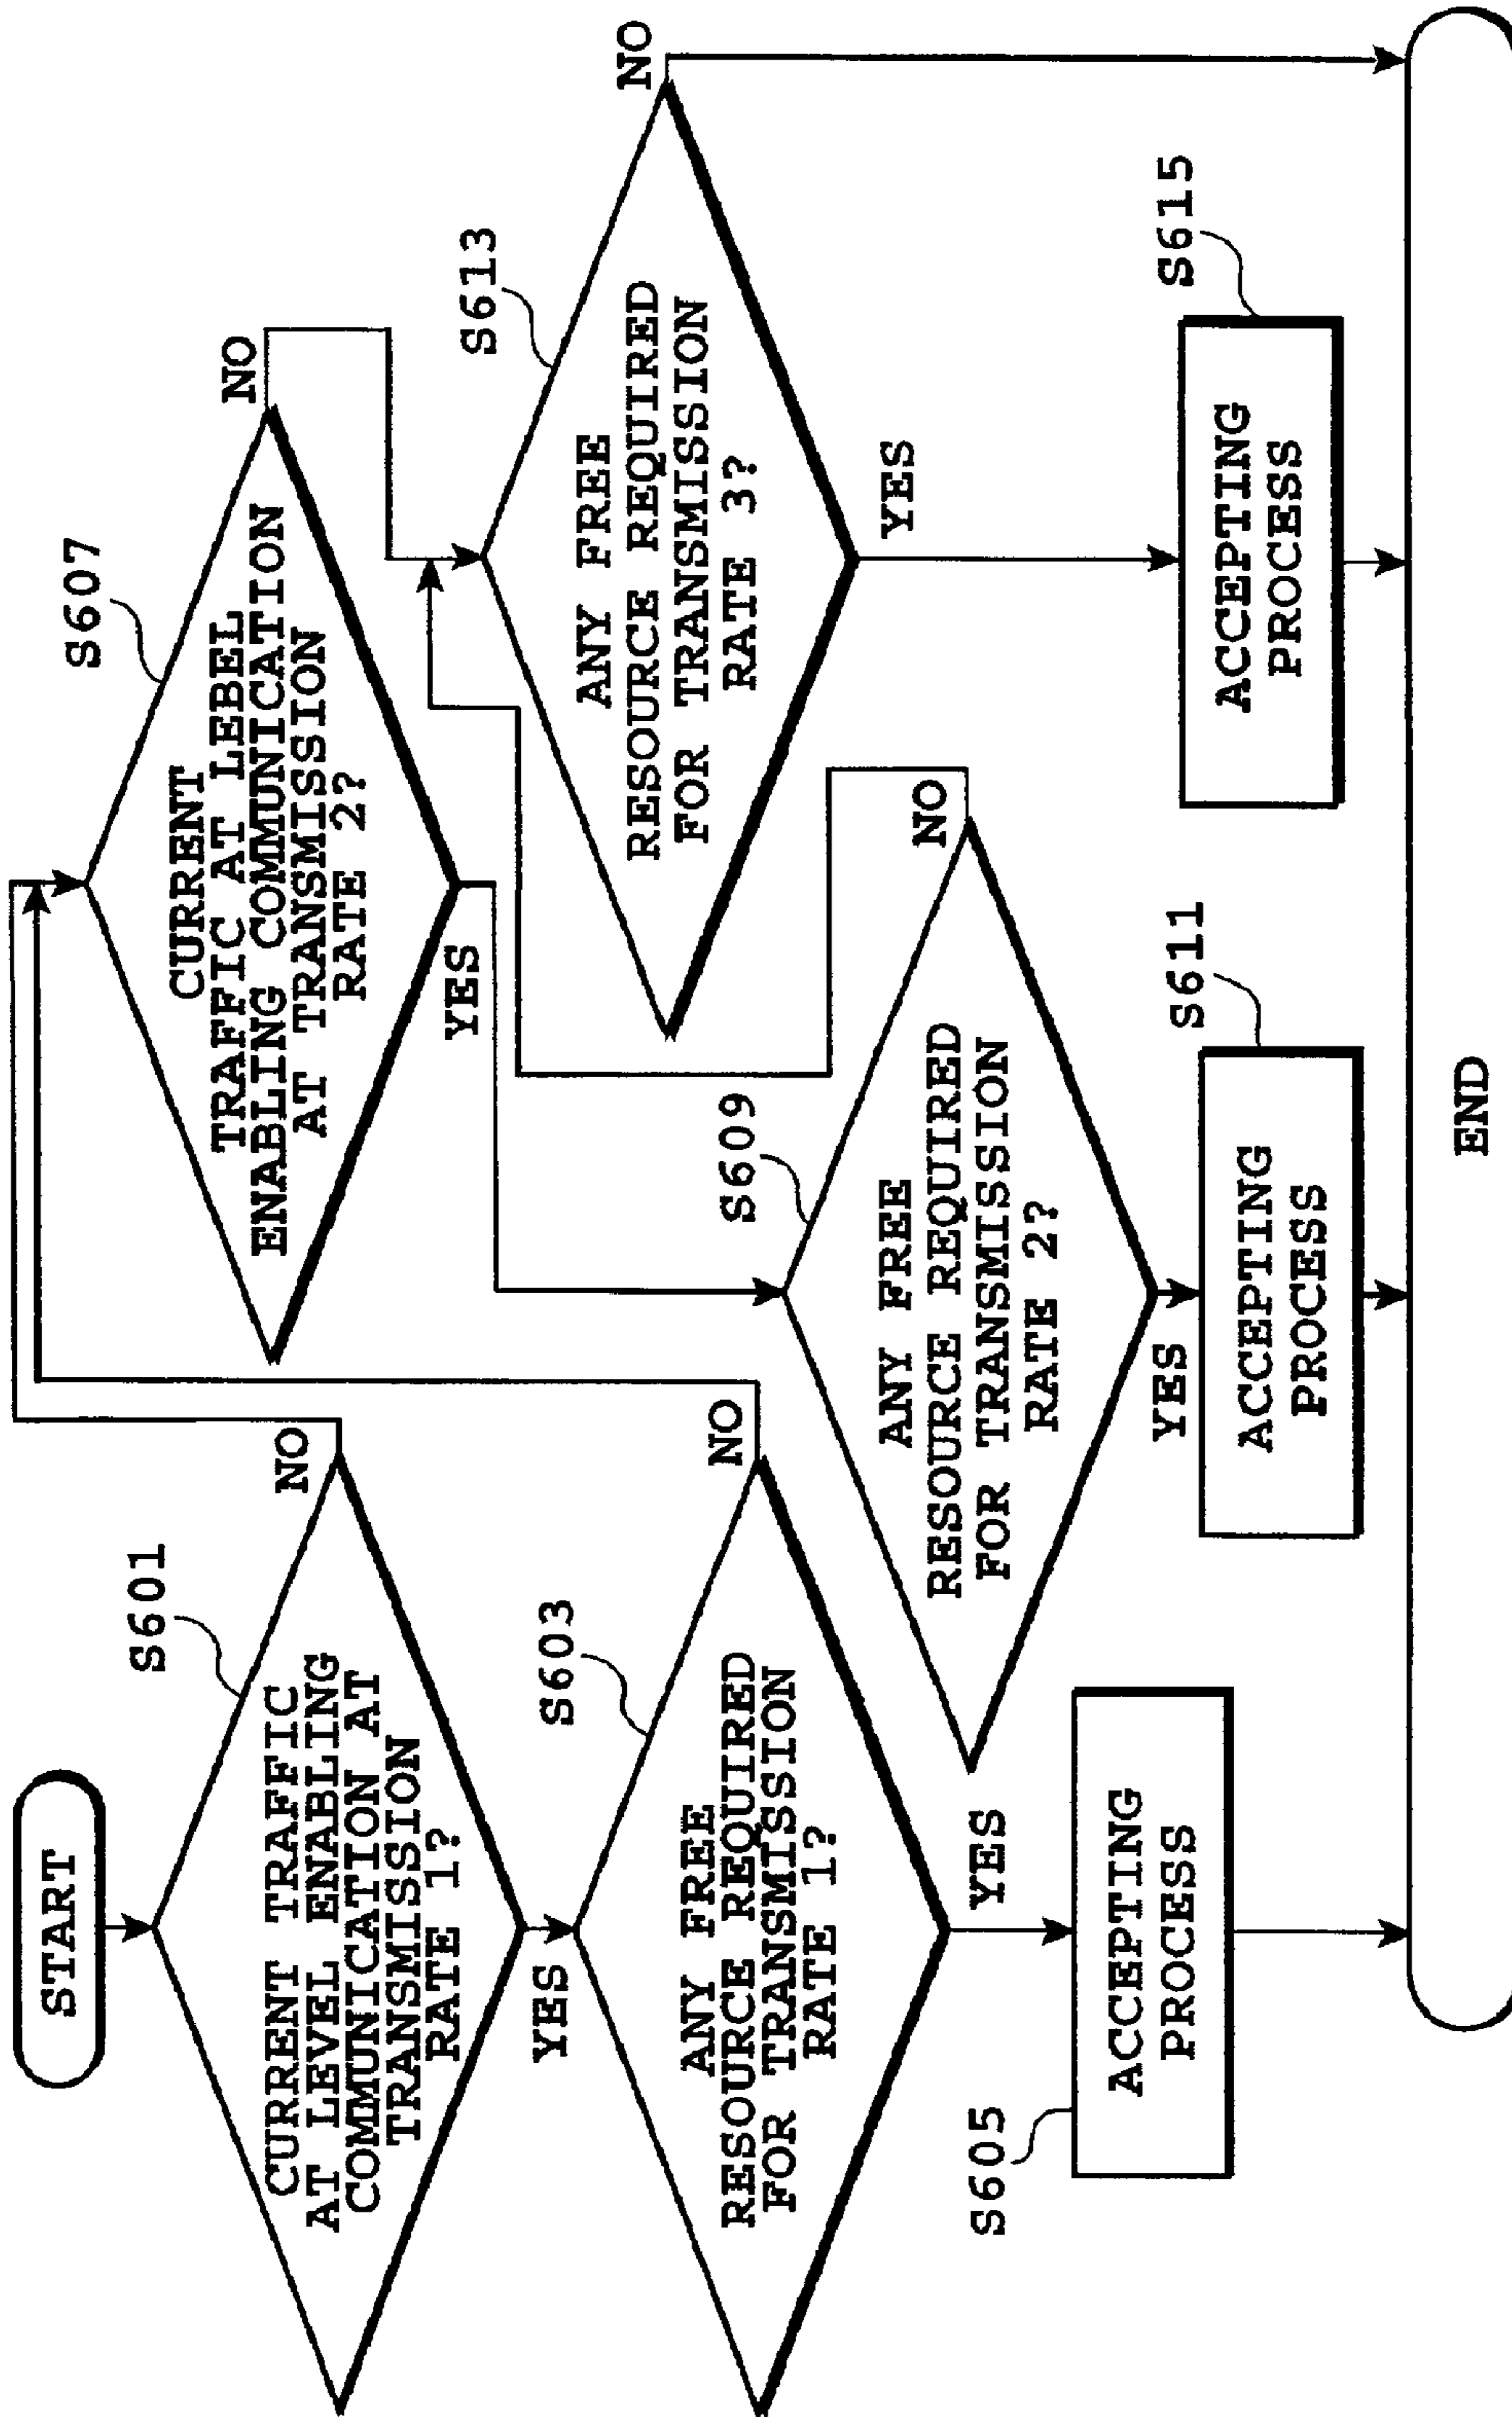 START
S601
CURRENT TRAFFIC
AT LEVEL ENABLING
COMMUNICATION AT
TRANSMISSION
RATE 1?
NO
YES
S603
ANY FREE
RESOURCE REQUIRED
FOR TRANSMISSION
RATE 1?
NO
YES
S605
ACCEPTING
PROCESS
S607
CURRENT
TRAFFIC AT LEBEL
ENABLING COMMUNICATION
AT TRANSMISSION
RATE 2?
NO
YES
S609
ANY FREE
RESOURCE REQUIRED
FOR TRANSMISSION
RATE 2?
NO
YES
S611
ACCEPTING
PROCESS
S613
ANY FREE
RESOURCE REQUIRED
FOR TRANSMISSION
RATE 3?
NO
YES
S615
ACCEPTING
PROCESS
END